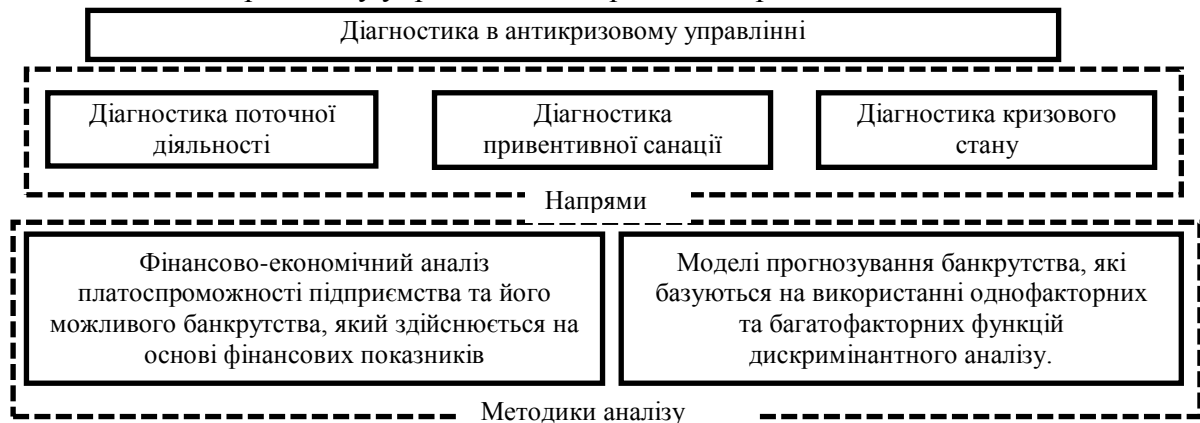 Діагностика в антикризовому управлінні
Діагностика поточної
діяльності
Діагностика
привентивної санації
Діагностика кризового
стану
Напрями
Фінансово-економічний аналіз
платоспроможності підприємства та його
можливого банкрутства, який здійснюється на
основі фінансових показників
Моделі прогнозування банкрутства, які
базуються на використанні однофакторних
та багатофакторних функцій
дискримінантного аналізу.
Методики аналізу